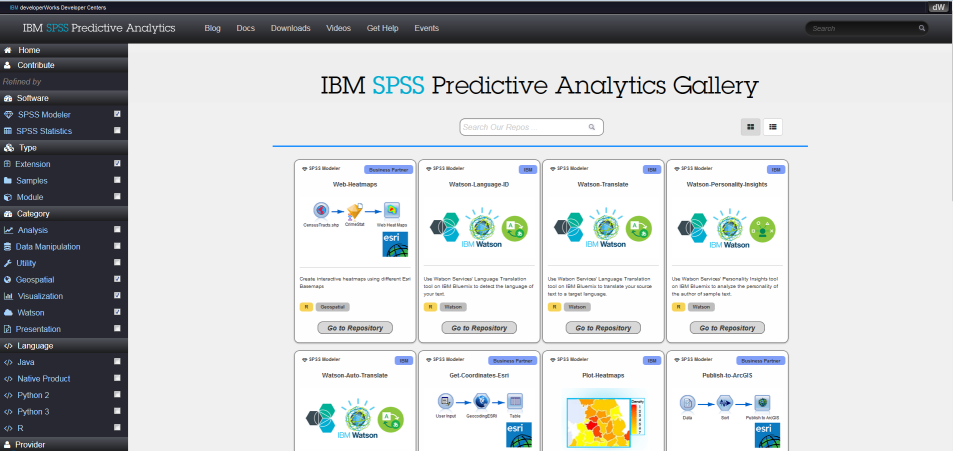 IBM developerWorks Developer Centers
dW
IBM SPSS Predictive Analytics
Blog
Docs
Downloads
Videos
Get Help
Events
Search
Home
Contribute
Refined by
Software
SPSS Modeler
SPSS Statistics
Type
Extension
Samples
Module
Category
Analysis
Data Manipulation
Utility
Geospatial
Visualization
Watson
Presentation
Language
Java
Native Product
Python 2
Python 3
R
Provider
IBM SPSS Predictive Analytics Gallery
Search Our Repos ...
SPSS Modeler
Business Partner
Web-Heatmaps
CensusTracts.shp
CrimeStat
Web Heat Maps
esri
Create interactive heatmaps using different Esri
Basemaps
R
Geospatial
Go to Repository
SPSS Modeler
IBM
Watson-Language-ID
IBM Watson
Use Watson Services' Language Translation
tool on IBM Bluemix to detect the language of
your text.
R
Watson
Go to Repository
SPSS Modeler
IBM
Watson-Translate
IBM Watson
Use Watson Services' Language Translation
tool on IBM Bluemix to translate your source
text to a target language.
R
Watson
Go to Repository
SPSS Modeler
IBM
Watson-Personality-Insights
IBM Watson
Use Watson Services' Personality Insights tool
on IBM Bluemix to analyze the personality of
the author of sample text.
R
Watson
Go to Repository
SPSS Modeler
IBM
Watson-Auto-Translate
IBM Watson
SPSS Modeler
Business Partner
Get-Coordinates-Esri
User Input
GeocodingESRI
Table
esri
SPSS Modeler
IBM
Plot-Heatmaps
Density
SPSS Modeler
Business Partner
Publish-to-ArcGIS
Data
Sort
Publish to ArcGIS
esri